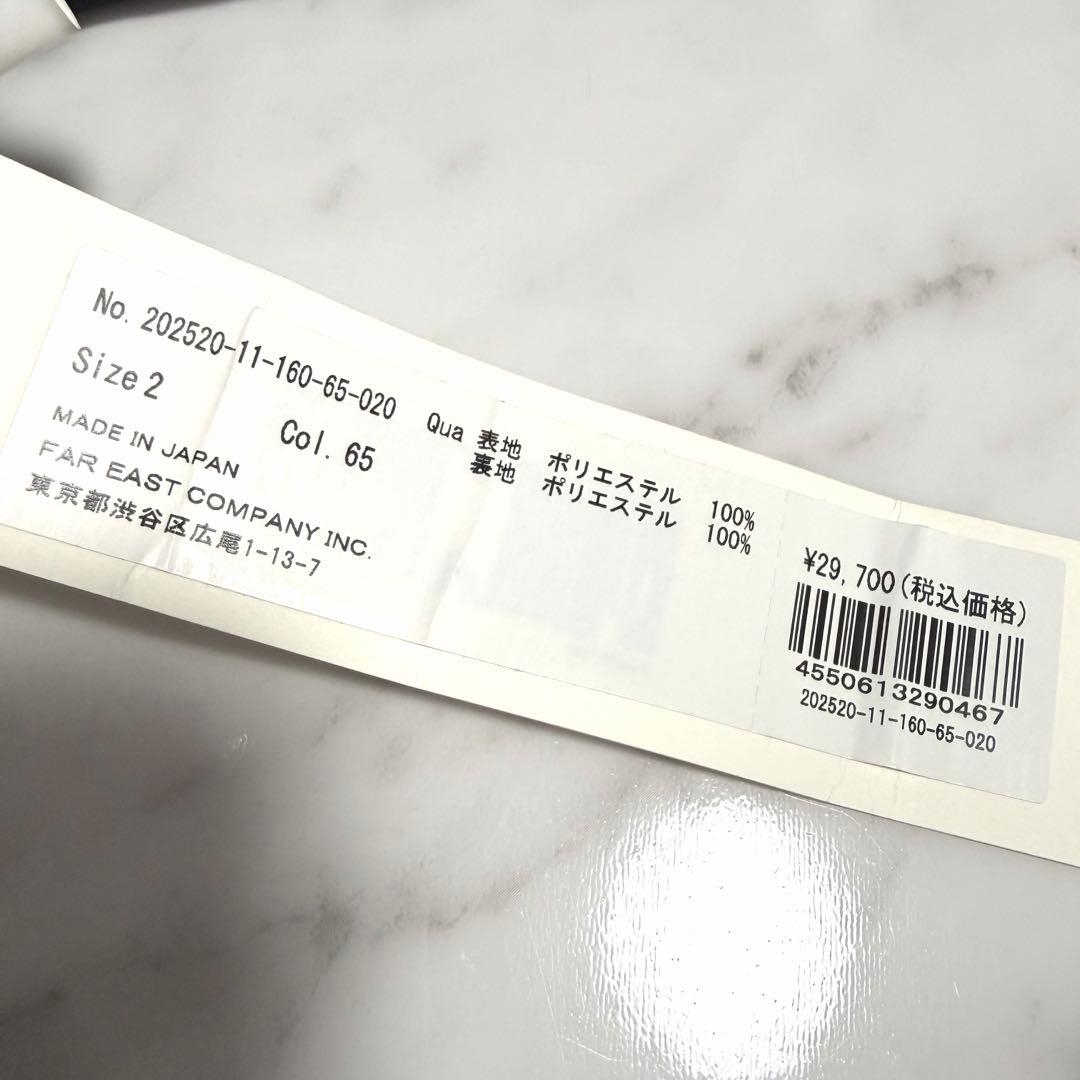 No. 202520-11-160-65-020
Size 2
Col. 65
MADE IN JAPAN
FAR EAST COMPANY INC.
東京都渋谷区広尾1-13-7
Qua 表地 ポリエステル 100%
裏地 ポリエステル 100%
¥29,700(税込価格)
4550613290467
202520-11-160-65-020